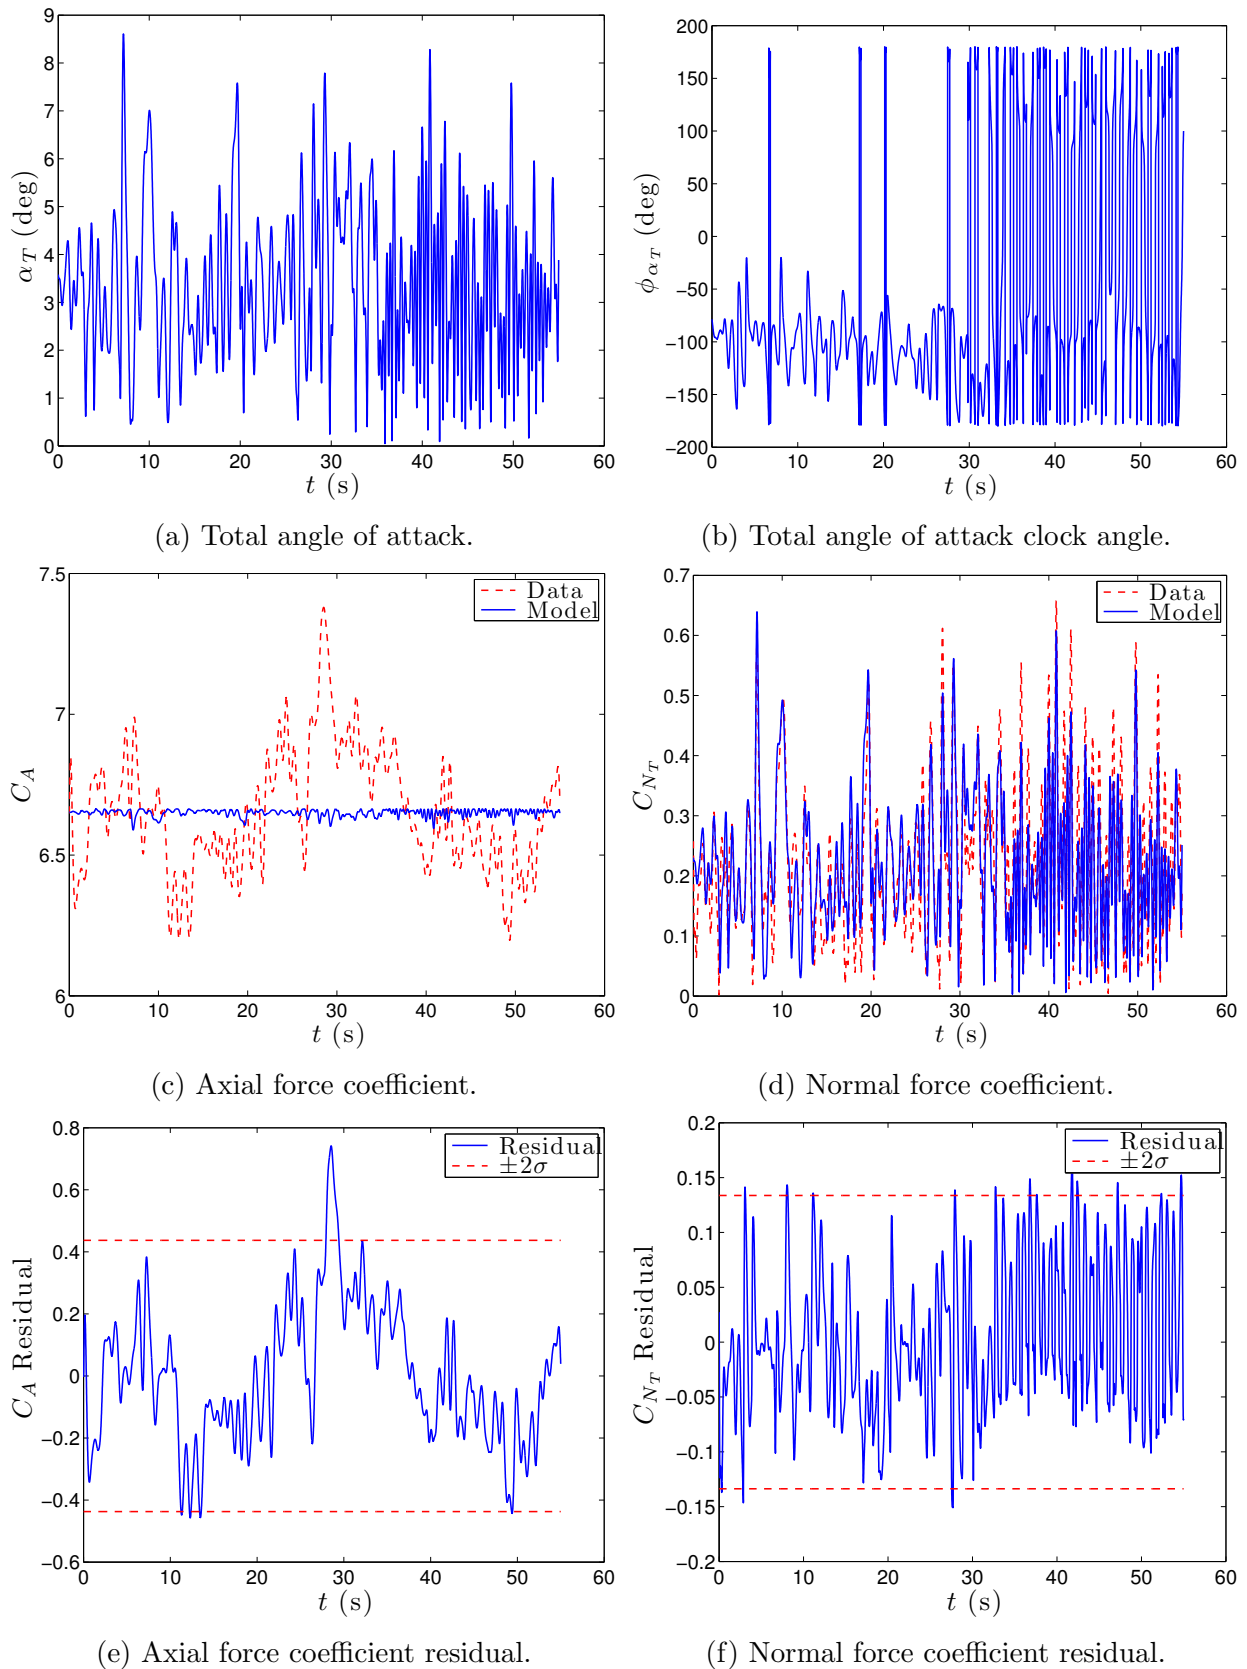 9
8
7
6
5
4
3
2
1
0
0 10 20 30 40 50 60
α_T (deg)
t (s)
(a) Total angle of attack.
200
150
100
50
0
−50
−100
−150
−200
0 10 20 30 40 50 60
ϕ_{α_T} (deg)
t (s)
(b) Total angle of attack clock angle.
7.5
7
6.5
6
0 10 20 30 40 50 60
C_A
t (s)
Data
Model
(c) Axial force coefficient.
0.7
0.6
0.5
0.4
0.3
0.2
0.1
0
0 10 20 30 40 50 60
C_{N_T}
t (s)
Data
Model
(d) Normal force coefficient.
0.8
0.6
0.4
0.2
0
−0.2
−0.4
−0.6
0 10 20 30 40 50 60
C_A Residual
t (s)
Residual
±2σ
(e) Axial force coefficient residual.
0.2
0.15
0.1
0.05
0
−0.05
−0.1
−0.15
−0.2
0 10 20 30 40 50 60
C_{N_T} Residual
t (s)
Residual
±2σ
(f) Normal force coefficient residual.